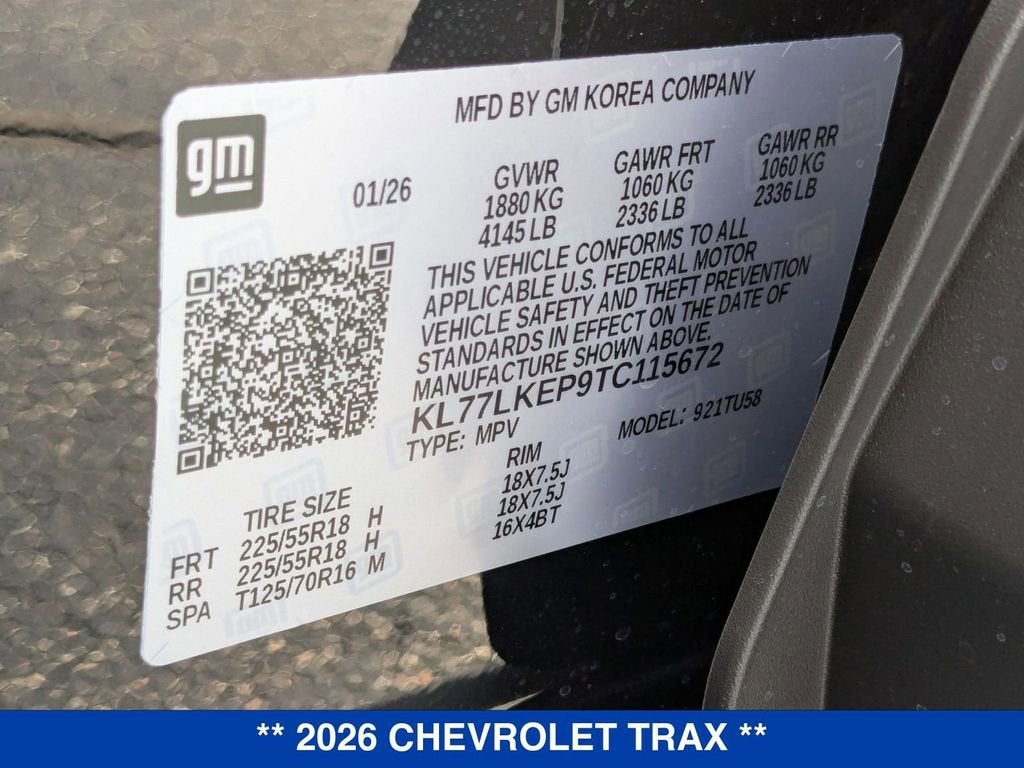 MFD BY GM KOREA COMPANY
gm
01/26
GVWR GAWR FRT GAWR RR
1880 KG 1060 KG 1060 KG
4145 LB 2336 LB 2336 LB
THIS VEHICLE CONFORMS TO ALL
APPLICABLE U.S. FEDERAL MOTOR
VEHICLE SAFETY AND THEFT PREVENTION
STANDARDS IN EFFECT ON THE DATE OF
MANUFACTURE SHOWN ABOVE.
KL77LKEP9TC115672
TYPE: MPV MODEL: 921TU58
TIRE SIZE RIM
FRT 225/55R18 H 18X7.5J
RR 225/55R18 H 18X7.5J
SPA T125/70R16 M 16X4BT
** 2026 CHEVROLET TRAX **